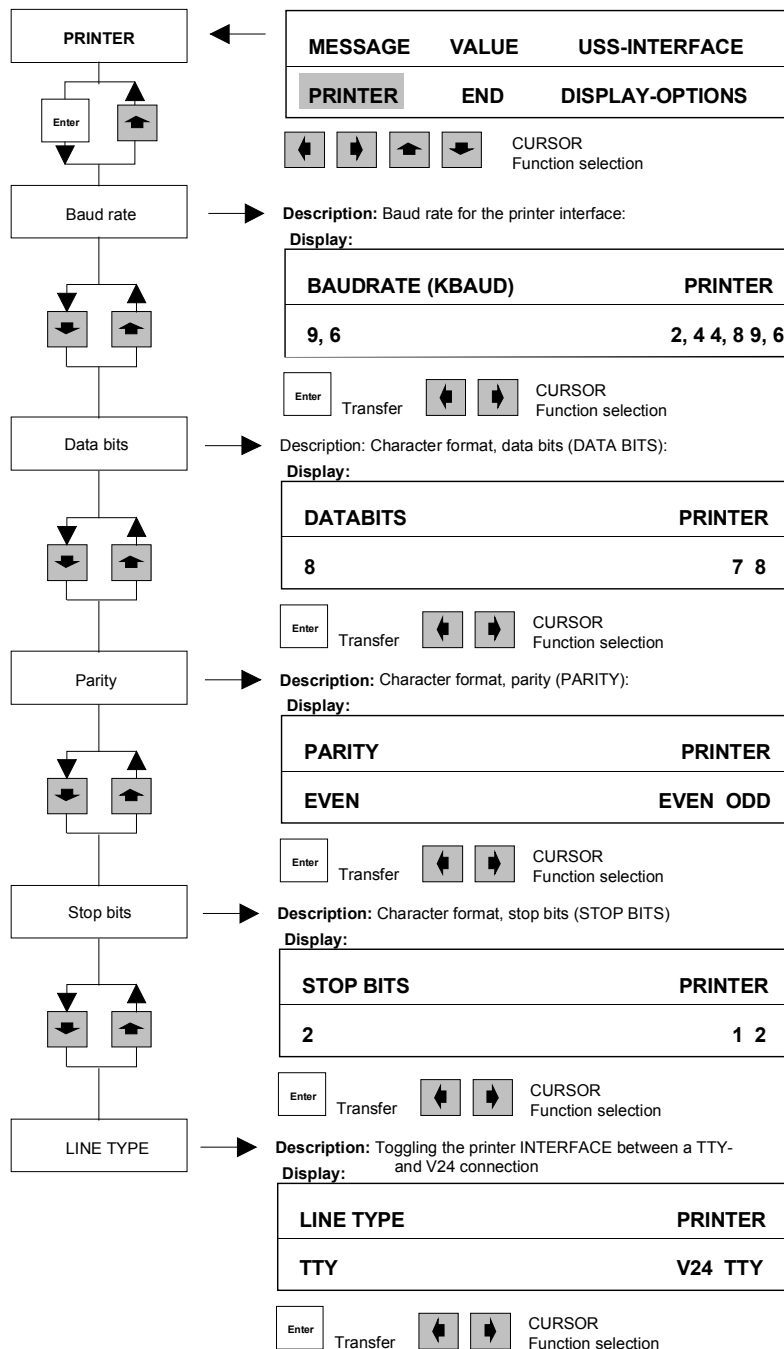 PRINTER
MESSAGE VALUE USS-INTERFACE
PRINTER END DISPLAY-OPTIONS
Enter
CURSOR
Function selection
Baud rate
Description: Baud rate for the printer interface:
Display:
BAUDRATE (KBAUD) PRINTER
9, 6 2, 4 4, 8 9, 6
Enter Transfer CURSOR
Function selection
Data bits
Description: Character format, data bits (DATA BITS):
Display:
DATABITS PRINTER
8 7 8
Enter Transfer CURSOR
Function selection
Parity
Description: Character format, parity (PARITY):
Display:
PARITY PRINTER
EVEN EVEN ODD
Enter Transfer CURSOR
Function selection
Stop bits
Description: Character format, stop bits (STOP BITS)
Display:
STOP BITS PRINTER
2 1 2
Enter Transfer CURSOR
Function selection
LINE TYPE
Description: Toggling the printer INTERFACE between a TTY-
and V24 connection
Display:
LINE TYPE PRINTER
TTY V24 TTY
Enter Transfer CURSOR
Function selection